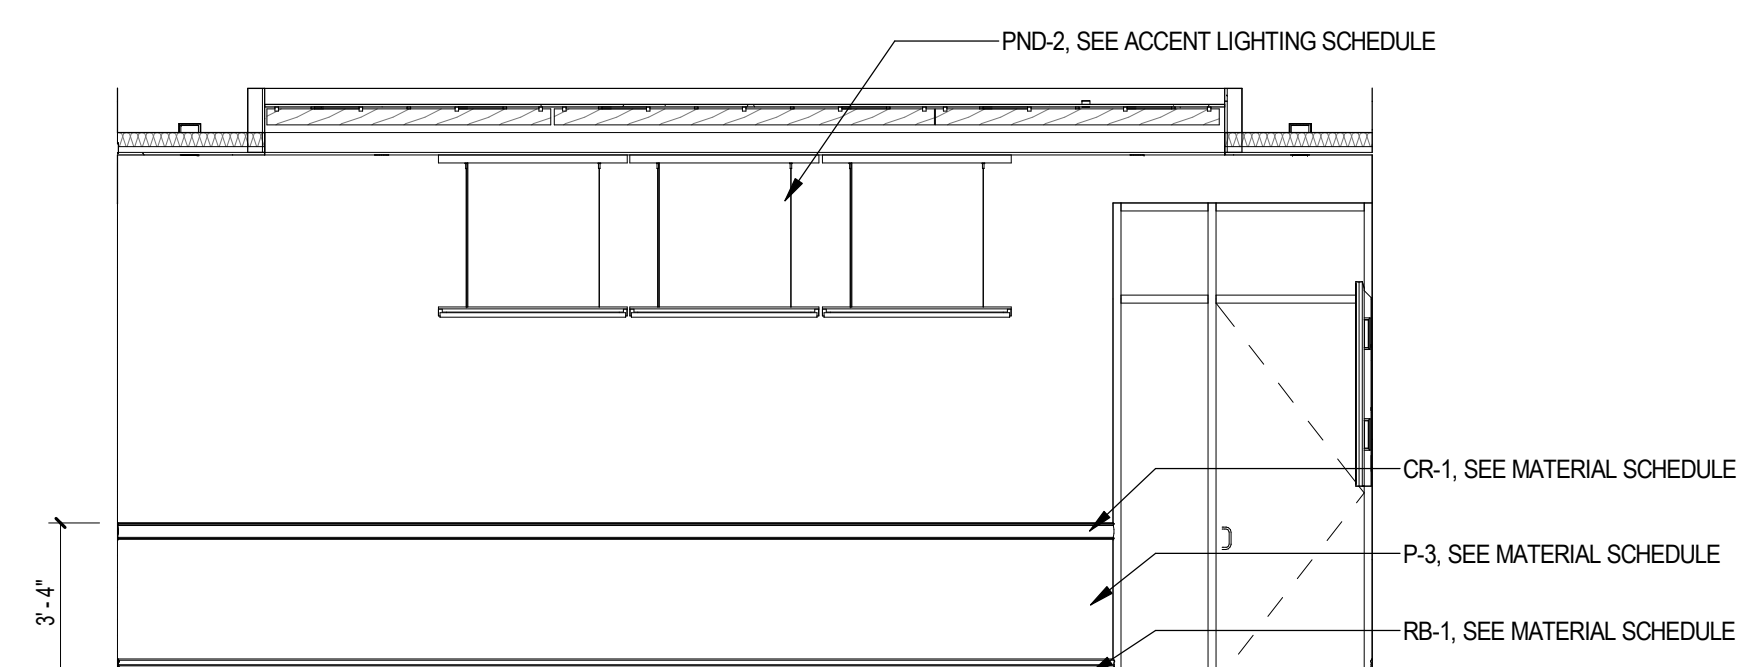 PND-2, SEE ACCENT LIGHTING SCHEDULE
CR-1, SEE MATERIAL SCHEDULE
P-3, SEE MATERIAL SCHEDULE
3' - 4"
RB-1, SEE MATERIAL SCHEDULE